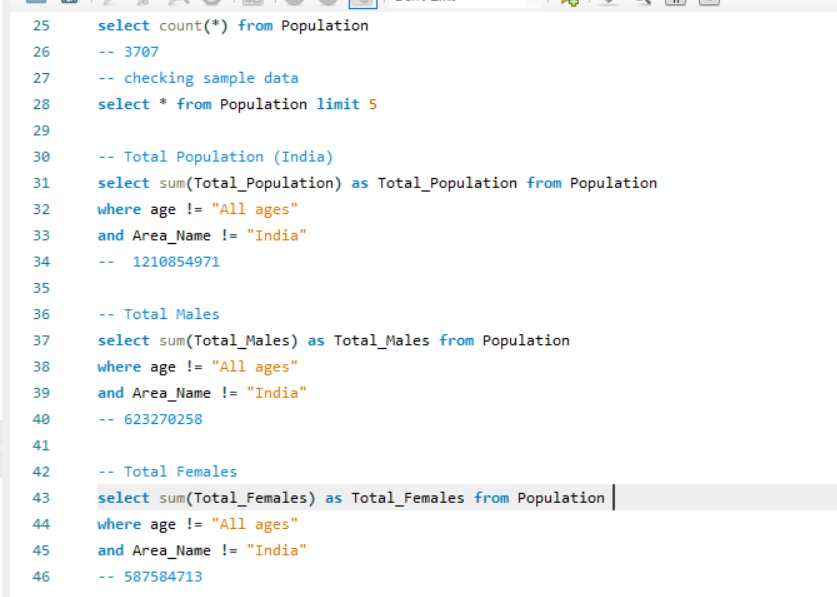 25 select count(*) from Population
26 -- 3707
27 -- checking sample data
28 select * from Population limit 5
29
30 -- Total Population (India)
31 select sum(Total_Population) as Total_Population from Population
32 where age != "All ages"
33 and Area_Name != "India"
34 --  1210854971
35
36 -- Total Males
37 select sum(Total_Males) as Total_Males from Population
38 where age != "All ages"
39 and Area_Name != "India"
40 -- 623270258
41
42 -- Total Females
43 select sum(Total_Females) as Total_Females from Population
44 where age != "All ages"
45 and Area_Name != "India"
46 -- 587584713